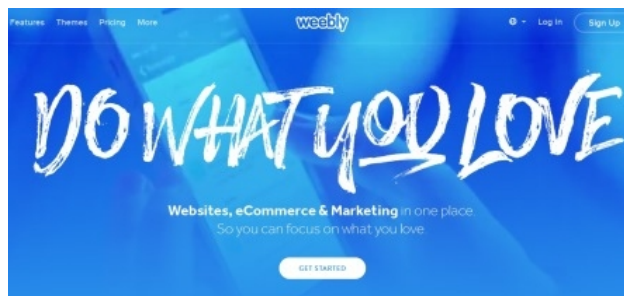 Features Themes Pricing More weebly Log In Sign Up
DO WHAT YOU LOVE
Websites, eCommerce & Marketing in one place.
So you can focus on what you love.
GET STARTED